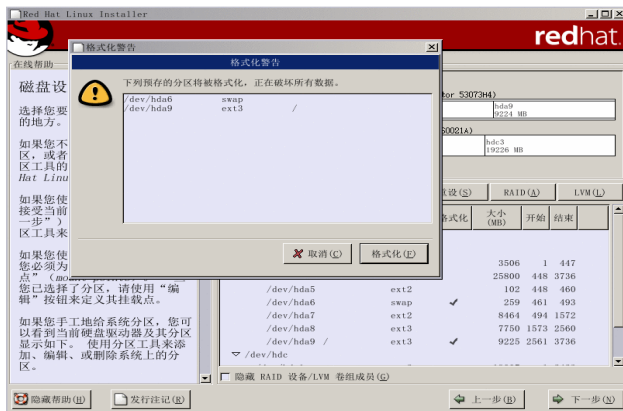 Red Hat Linux Installer
redhat.
在线帮助
磁盘设
选择您要
的地方。
如果您不
区，或者
区工具的
Hat Linu
如果您使
接受当前
一步”）
区工具来
如果您使
您必须为
点”（mo
您已选择了分区，请使用“编
辑”按钮来定义其挂载点。
如果您手工地给系统分区，您可
以看到当前硬盘驱动器及其分区
显示如下。 使用分区工具来添
加、编辑、或删除系统上的分
区。
格式化警告
格式化警告
下列预存的分区将被格式化，正在破坏所有数据。
/dev/hda6 swap
/dev/hda9 ext3 /
取消(C) 格式化(F)
tor 53073H4)
hda9
9224 MB
60021A)
hdc3
19226 MB
设(S) RAID(A) LVM(L)
格式化 大小(MB) 开始 结束
3506 1 447
25800 448 3736
/dev/hda5 ext2 102 448 460
/dev/hda6 swap 259 461 493
/dev/hda7 ext2 8464 494 1572
/dev/hda8 ext3 7750 1573 2560
/dev/hda9 / ext3 9225 2561 3736
/dev/hdc
隐藏 RAID 设备/LVM 卷组成员(G)
隐藏帮助(H) 发行注记(R) 上一步(B) 下一步(N)